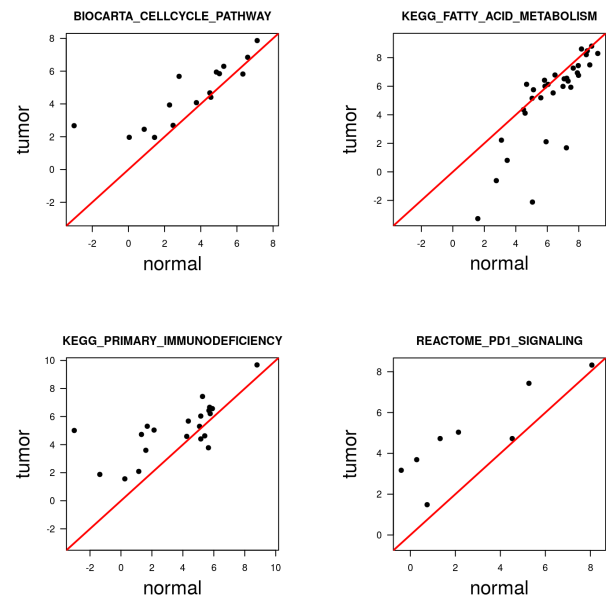 BIOCARTA_CELLCYCLE_PATHWAY
tumor
8
6
4
2
0
-2
-2 0 2 4 6 8
normal
KEGG_FATTY_ACID_METABOLISM
tumor
8
6
4
2
0
-2
-2 0 2 4 6 8
normal
KEGG_PRIMARY_IMMUNODEFICIENCY
tumor
10
8
6
4
2
0
-2
-2 0 2 4 6 8 10
normal
REACTOME_PD1_SIGNALING
tumor
8
6
4
2
0
0 2 4 6 8
normal